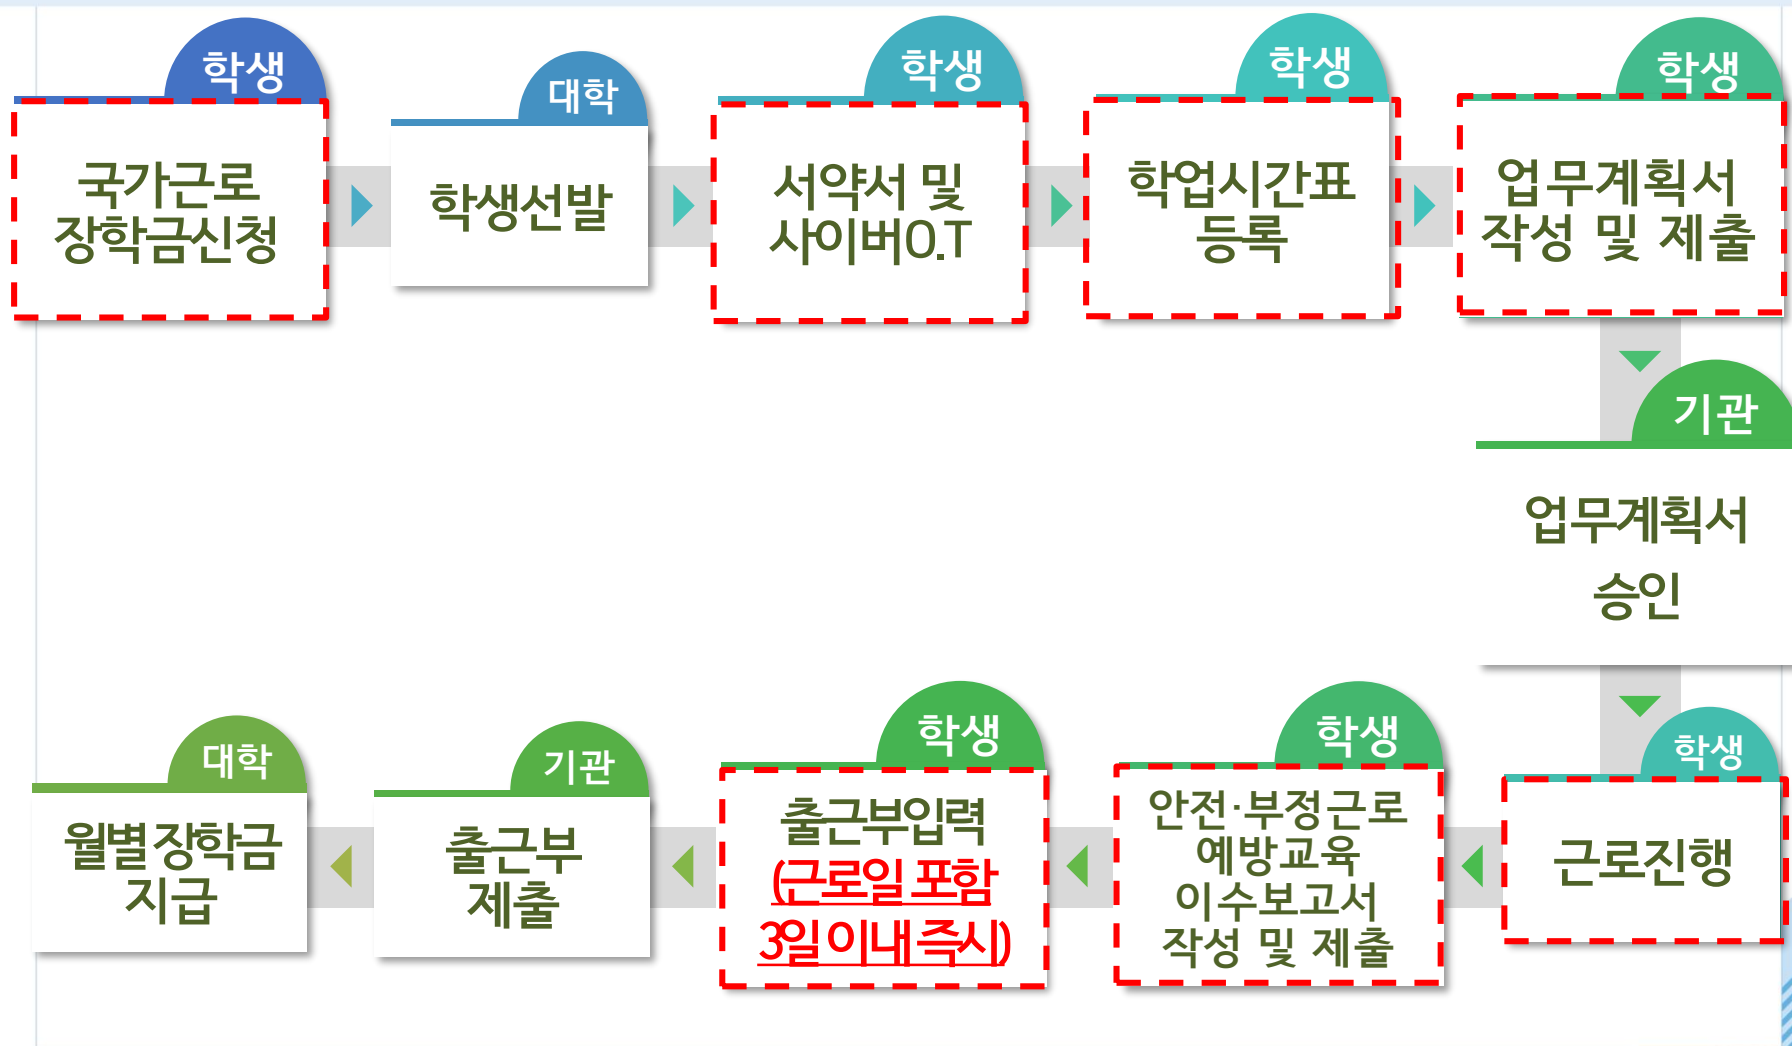 학생
국가근로
장학금신청
대학
학생선발
학생
서약서 및
사이버O.T
학생
학업시간표
등록
학생
업무계획서
작성 및 제출
기관
업무계획서
승인
학생
근로진행
학생
안전·부정근로
예방교육
이수보고서
작성 및 제출
학생
출근부입력
(근로일 포함
3일 이내 즉시)
기관
출근부
제출
대학
월별 장학금
지급